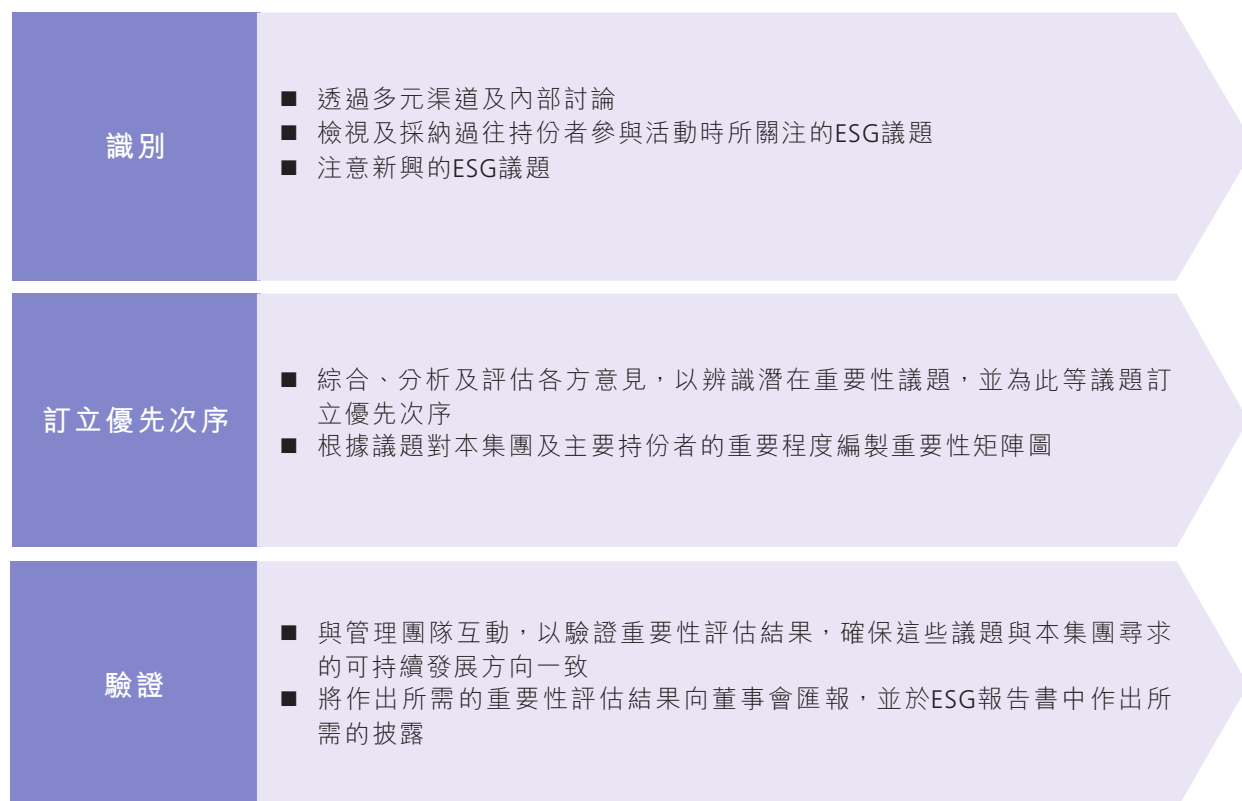 識別
■ 透過多元渠道及內部討論
■ 檢視及採納過往持份者參與活動時所關注的ESG議題
■ 注意新興的ESG議題
訂立優先次序
■ 綜合、分析及評估各方意見，以辨識潛在重要性議題，並為此等議題訂
立優先次序
■ 根據議題對本集團及主要持份者的重要程度編製重要性矩陣圖
驗證
■ 與管理團隊互動，以驗證重要性評估結果，確保這些議題與本集團尋求
的可持續發展方向一致
■ 將作出所需的重要性評估結果向董事會匯報，並於ESG報告書中作出所
需的披露